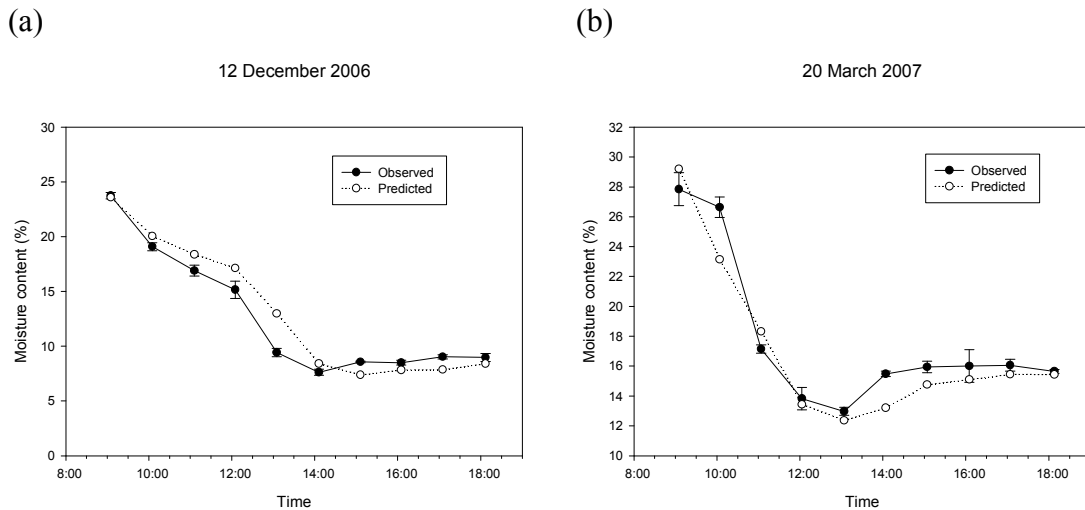 (a)
12 December 2006
30
25
20
15
10
5
0
Moisture content (%)
Observed
Predicted
8:00 10:00 12:00 14:00 16:00 18:00
Time
(b)
20 March 2007
32
30
28
26
24
22
20
18
16
14
12
10
Moisture content (%)
Observed
Predicted
8:00 10:00 12:00 14:00 16:00 18:00
Time